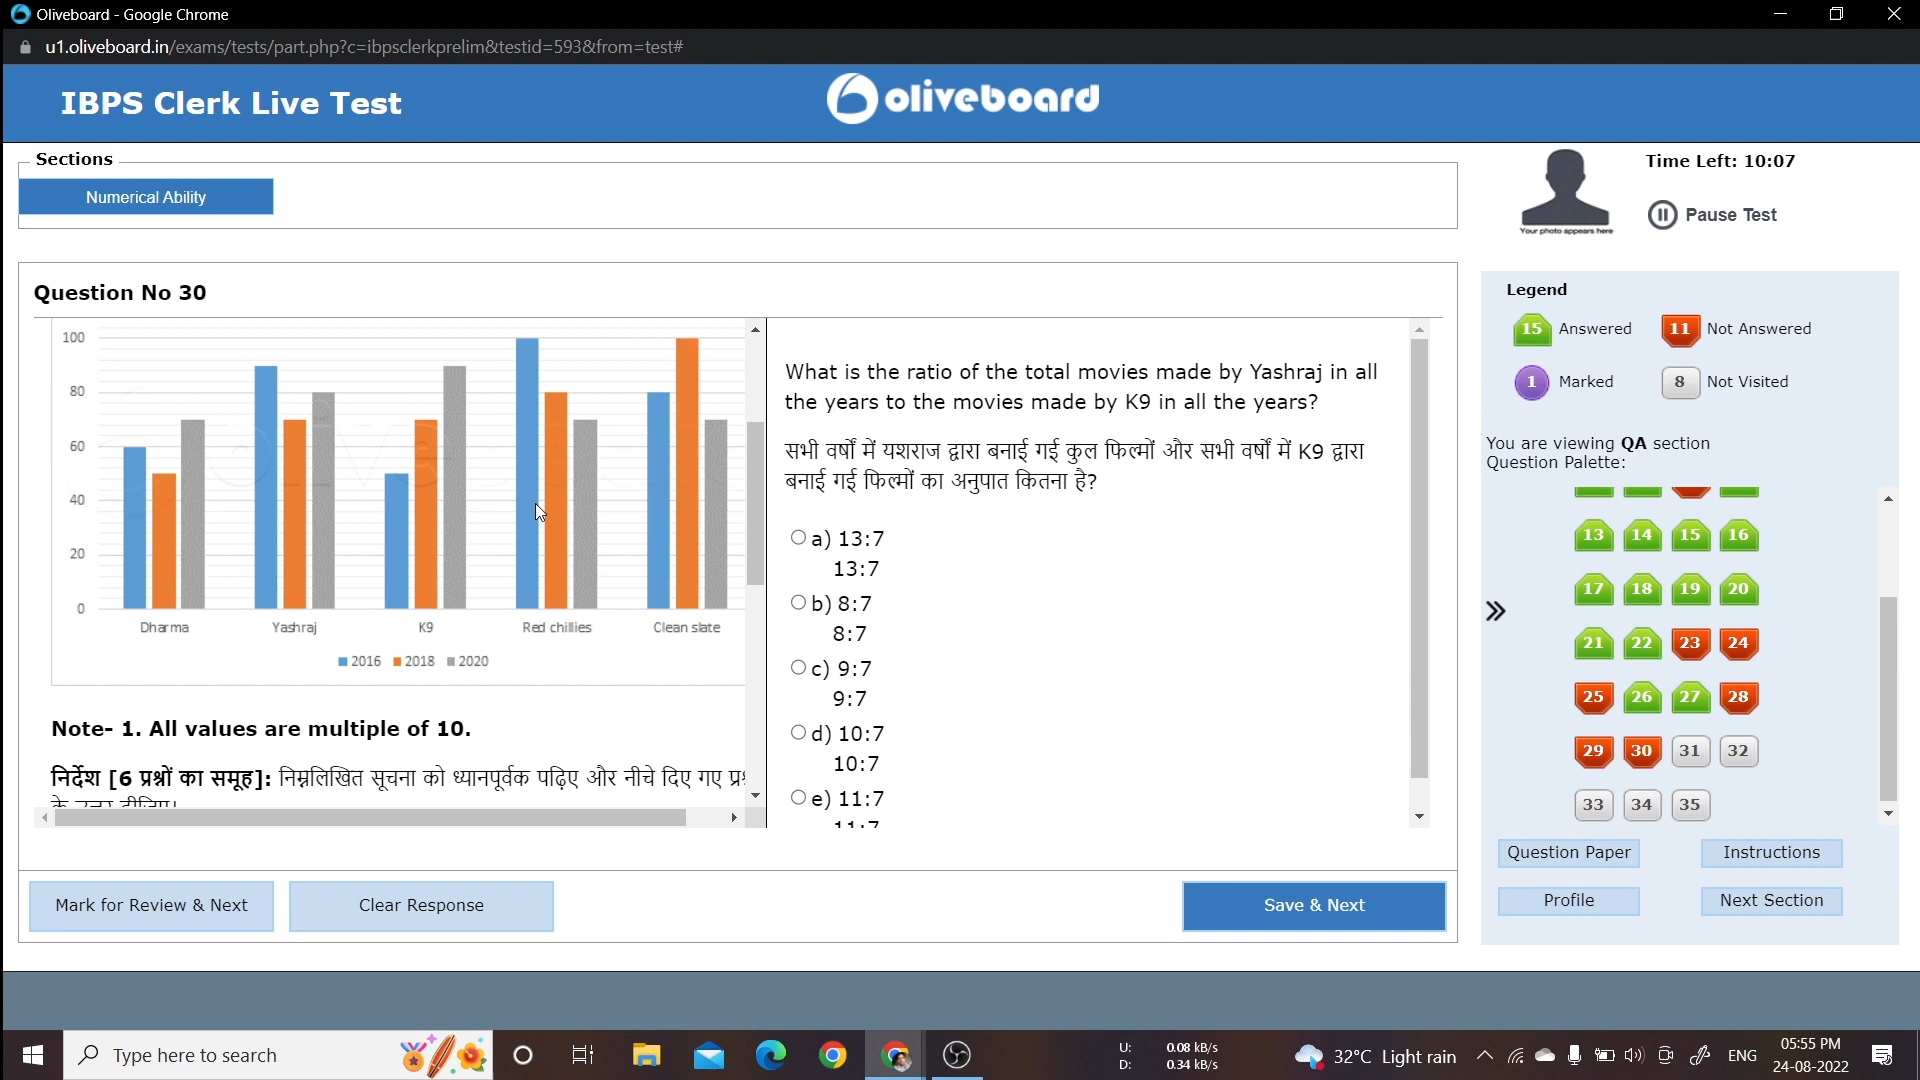 Oliveboard - Google Chrome
u1.oliveboard.in/exams/tests/part.php?c=ibpsclerkprelim&testid=593&from=test#
IBPS Clerk Live Test
oliveboard
Sections
Numerical Ability
Your photo appears here
Time Left: 10:07
Pause Test
Question No 30
100
80
60
40
20
0
Dharma Yashraj K9 Red chillies Clean slate
2016 2018 2020
Note- 1. All values are multiple of 10.
निर्देश [6 प्रश्नों का समूह]: निम्नलिखित सूचना को ध्यानपूर्वक पढ़िए और नीचे दिए गए
What is the ratio of the total movies made by Yashraj in all
the years to the movies made by K9 in all the years?
सभी वर्षों में यशराज द्वारा बनाई गई कुल फिल्मों और सभी वर्षों में K9 द्वारा
बनाई गई फिल्मों का अनुपात कितना है?
a) 13:7
13:7
b) 8:7
8:7
c) 9:7
9:7
d) 10:7
10:7
e) 11:7
11:7
Mark for Review & Next
Clear Response
Save & Next
Legend
15 Answered 11 Not Answered
1 Marked 8 Not Visited
You are viewing QA section
Question Palette:
13 14 15 16
17 18 19 20
21 22 23 24
25 26 27 28
29 30 31 32
33 34 35
Question Paper Instructions
Profile Next Section
Type here to search
U: 0.08 kB/s
D: 0.34 kB/s
32°C Light rain
ENG
05:55 PM
24-08-2022